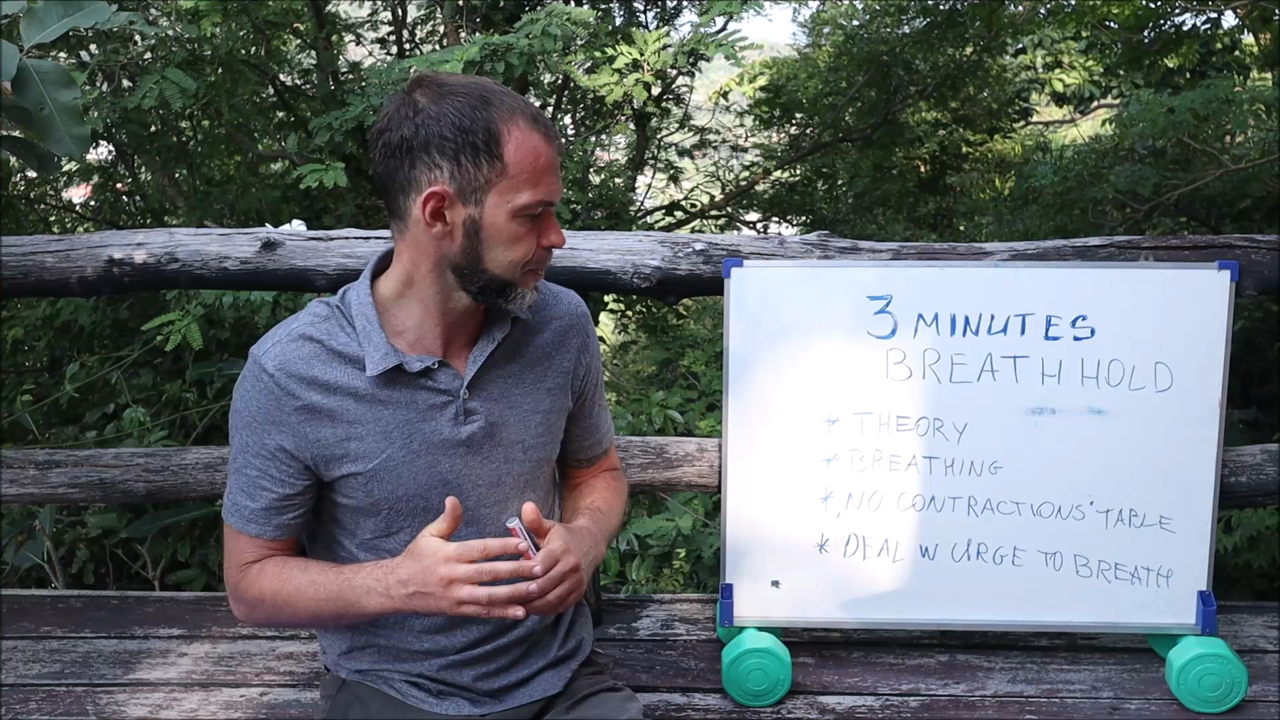 3 MINUTES
BREATH HOLD
* THEORY
* BREATHING
* "NO CONTRACTIONS" TABLE
* DEAL W URGE TO BREATH